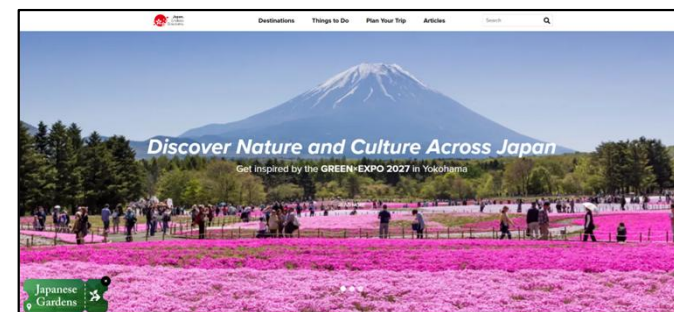 Japan
Destinations
Things to Do
Plan Your Trip
Articles
Search
Discover Nature and Culture Across Japan
Get inspired by the GREEN×EXPO 2027 in Yokohama
Japanese
Gardens